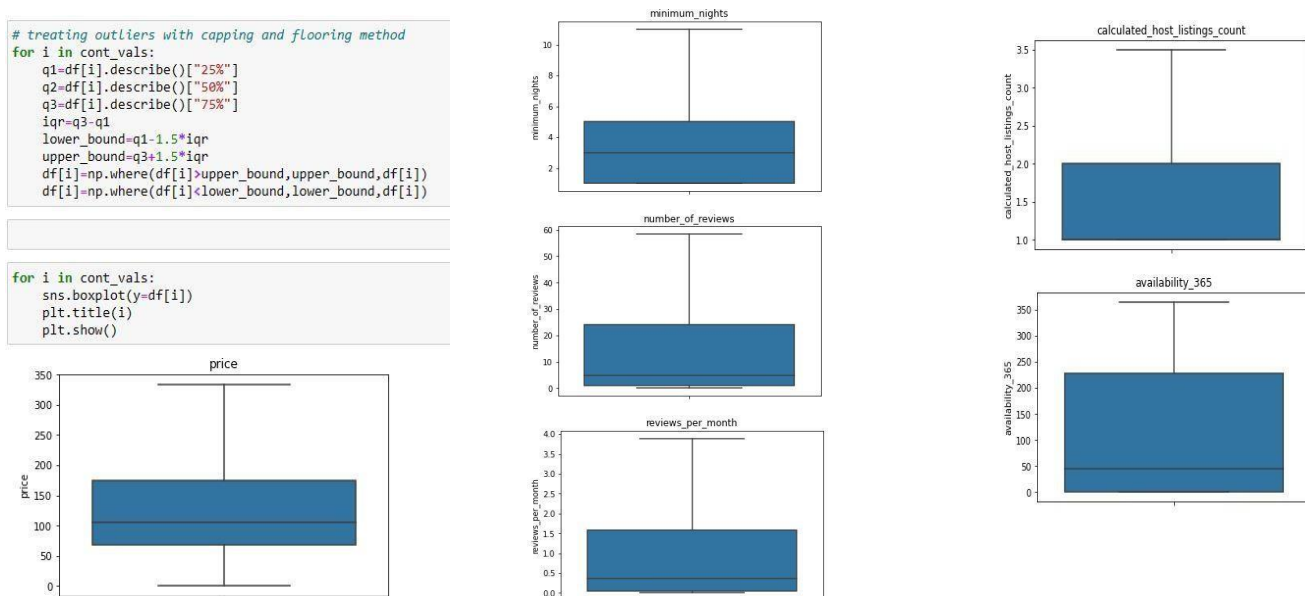 # treating outliers with capping and flooring method
for i in cont_vals:
    q1=df[i].describe()["25%"]
    q2=df[i].describe()["50%"]
    q3=df[i].describe()["75%"]
    iqr=q3-q1
    lower_bound=q1-1.5*iqr
    upper_bound=q3+1.5*iqr
    df[i]=np.where(df[i]>upper_bound,upper_bound,df[i])
    df[i]=np.where(df[i]<lower_bound,lower_bound,df[i])
for i in cont_vals:
    sns.boxplot(y=df[i])
    plt.title(i)
    plt.show()
price
350
300
250
200
150
100
50
0
price
minimum_nights
10
8
6
4
2
minimum_nights
number_of_reviews
60
50
40
30
20
10
0
number_of_reviews
reviews_per_month
4.0
3.5
3.0
2.5
2.0
1.5
1.0
0.5
0.0
reviews_per_month
calculated_host_listings_count
3.5
3.0
2.5
2.0
1.5
1.0
calculated_host_listings_count
availability_365
350
300
250
200
150
100
50
0
availability_365